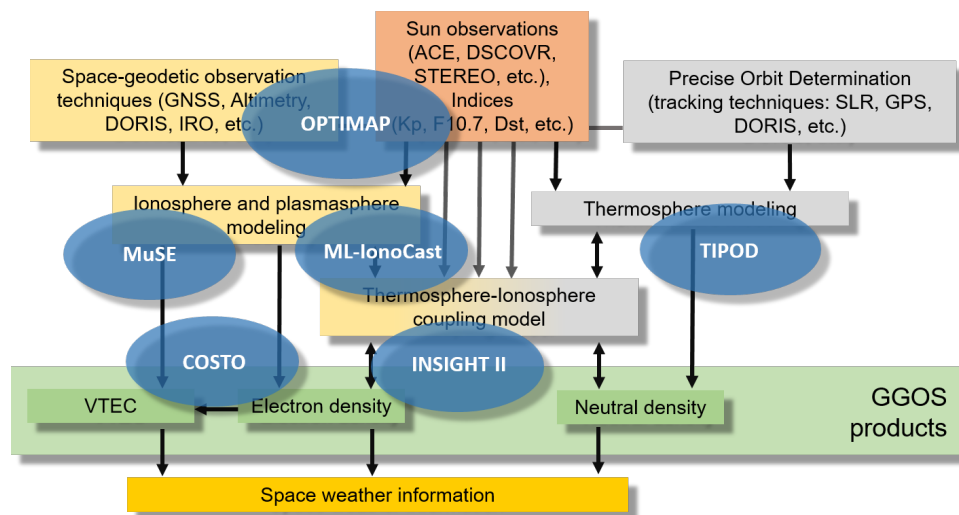 Sun observations
(ACE, DSCOVR,
STEREO, etc.),
Indices
(Kp, F10.7, Dst, etc.)
Space-geodetic observation
techniques (GNSS, Altimetry,
DORIS, IRO, etc.)
OPTIMAP
Precise Orbit Determination
(tracking techniques: SLR, GPS,
DORIS, etc.)
Ionosphere and plasmasphere
modeling
Thermosphere modeling
MuSE
ML-IonoCast
TIPOD
Thermosphere-Ionosphere
coupling model
COSTO
INSIGHT II
VTEC
Electron density
Neutral density
GGOS
products
Space weather information